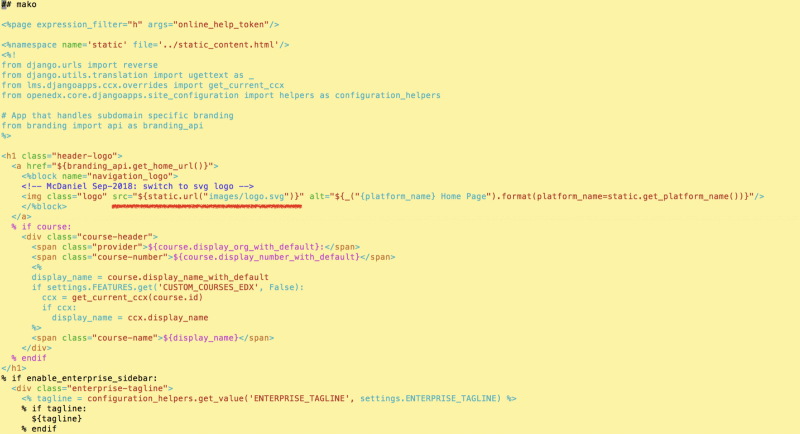 ## mako

<%page expression_filter="h" args="online_help_token"/>

<%namespace name='static' file='../static_content.html'/>
<%!
from django.urls import reverse
from django.utils.translation import ugettext as _
from lms.djangoapps.ccx.overrides import get_current_ccx
from openedx.core.djangoapps.site_configuration import helpers as configuration_helpers

# App that handles subdomain specific branding
from branding import api as branding_api
%>

<h1 class="header-logo">
  <a href="${branding_api.get_home_url()}">
    <%block name="navigation_logo">
    <!-- McDaniel Sep-2018: switch to svg logo -->
    <img class="logo" src="${static.url("images/logo.svg")}" alt="${_("{platform_name} Home Page").format(platform_name=static.get_platform_name())}"/>
    </%block>
  </a>
  % if course:
    <div class="course-header">
      <span class="provider">${course.display_org_with_default}:</span>
      <span class="course-number">${course.display_number_with_default}</span>
      <%
      display_name = course.display_name_with_default
      if settings.FEATURES.get('CUSTOM_COURSES_EDX', False):
        ccx = get_current_ccx(course.id)
        if ccx:
          display_name = ccx.display_name
      %>
      <span class="course-name">${display_name}</span>
    </div>
  % endif
</h1>
% if enable_enterprise_sidebar:
  <div class="enterprise-tagline">
    <% tagline = configuration_helpers.get_value('ENTERPRISE_TAGLINE', settings.ENTERPRISE_TAGLINE) %>
    % if tagline:
      ${tagline}
    % endif